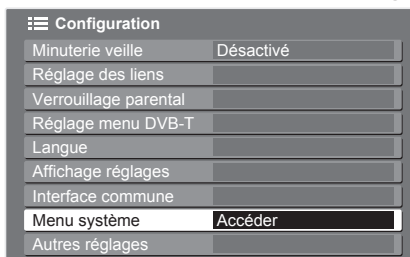 Configuration
Minuterie veille Désactivé
Réglage des liens
Verrouillage parental
Réglage menu DVB-T
Langue
Affichage réglages
Interface commune
Menu système Accéder
Autres réglages